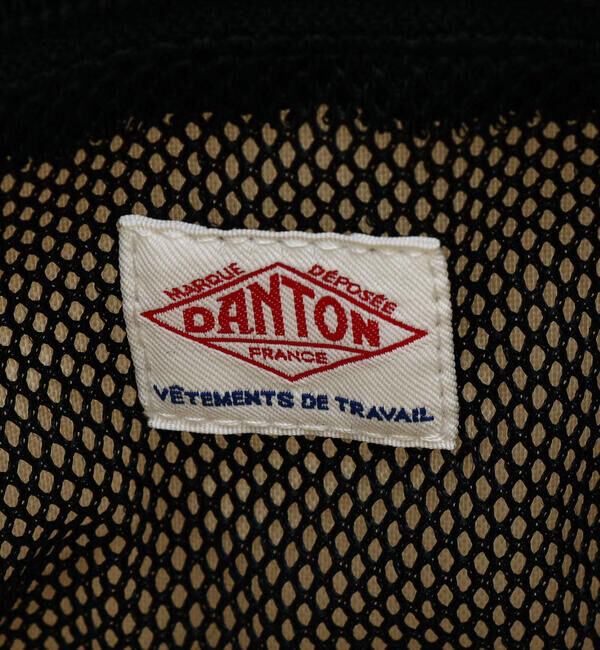 MARQUE DÉPOSÉE
DANTON
FRANCE
VÊTEMENTS DE TRAVAIL